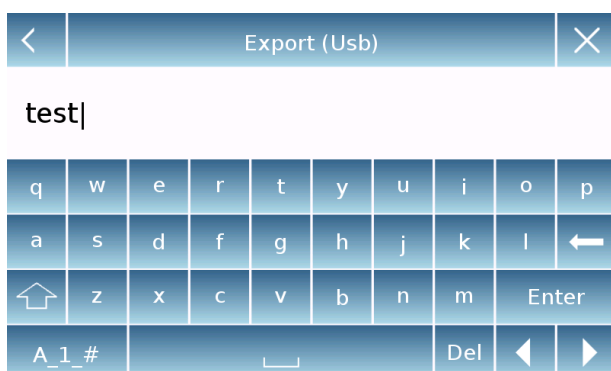 Export (Usb)
test
q w e r t y u i o p
a s d f g h j k l
z x c v b n m Enter
A_1_# Del